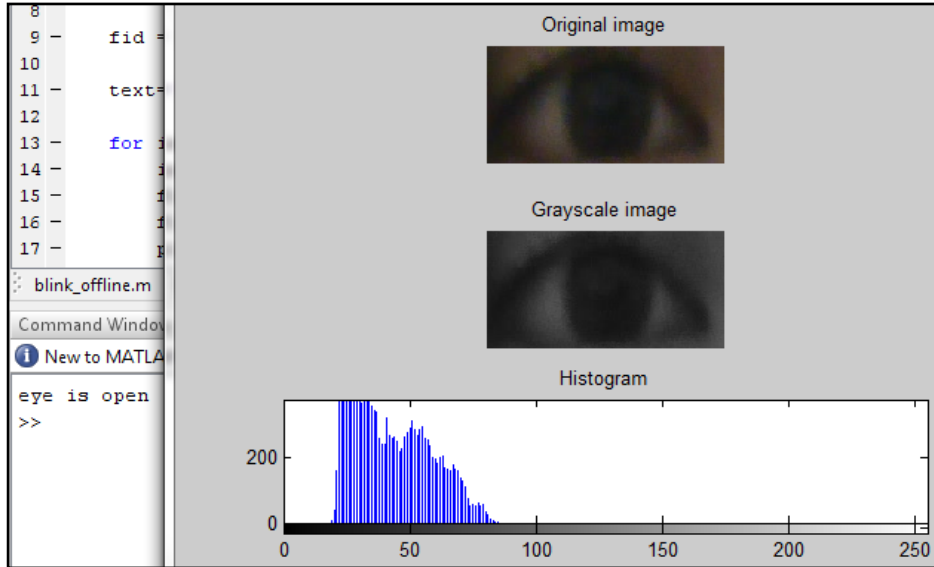 8
9 - fid =
10
11 - text=
12
13 - for i
14 - i
15 - f
16 - f
17 - p
blink_offline.m
Command Window
New to MATLA
eye is open
>>
Original image
Grayscale image
Histogram
200
0
0 50 100 150 200 250